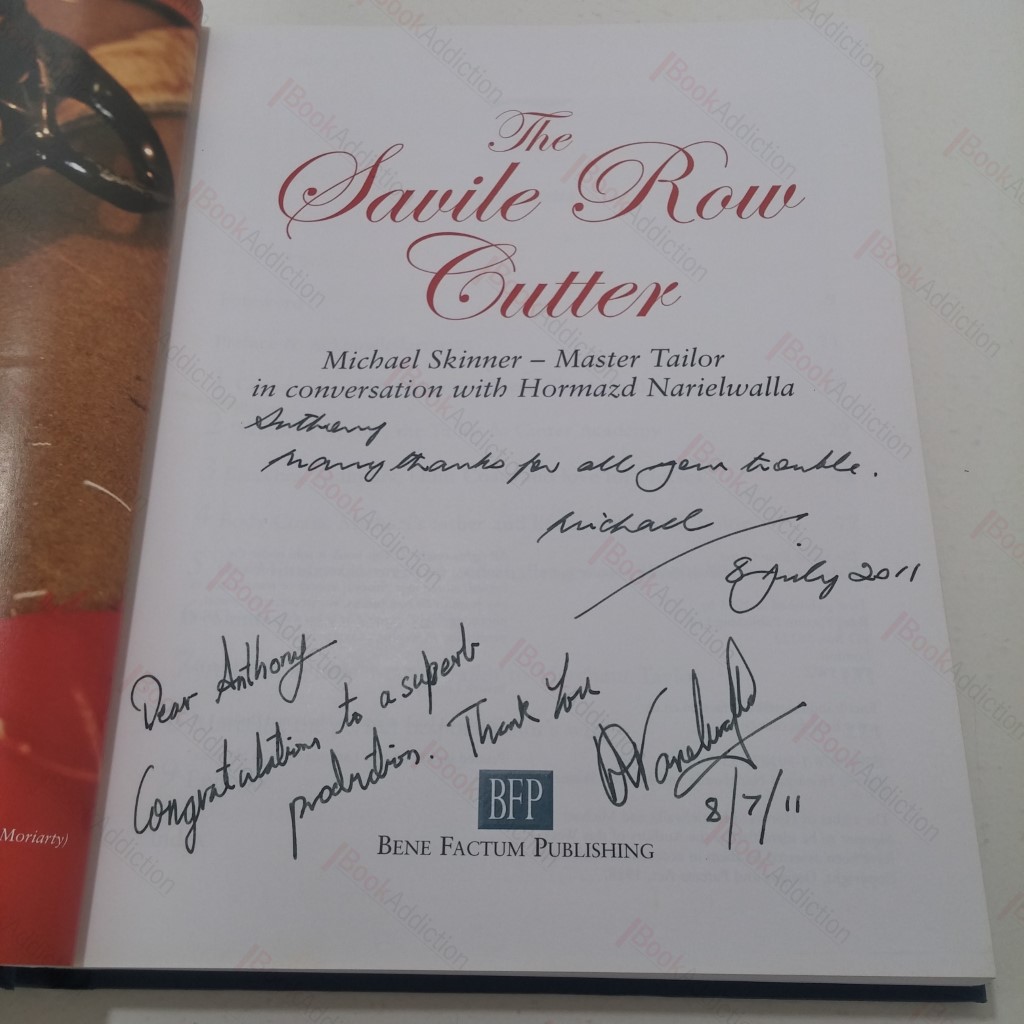 The
Savile Row
Cutter
Michael Skinner – Master Tailor
in conversation with Hormazd Narielwalla
Anthony
Many thanks for all your trouble.
Michael
8 July 2011
Dear Anthony
Congratulations to a superb
production. Thank You
HNarielwalla
8/7/11
BFP
BENE FACTUM PUBLISHING
Moriarty)
BookAddiction